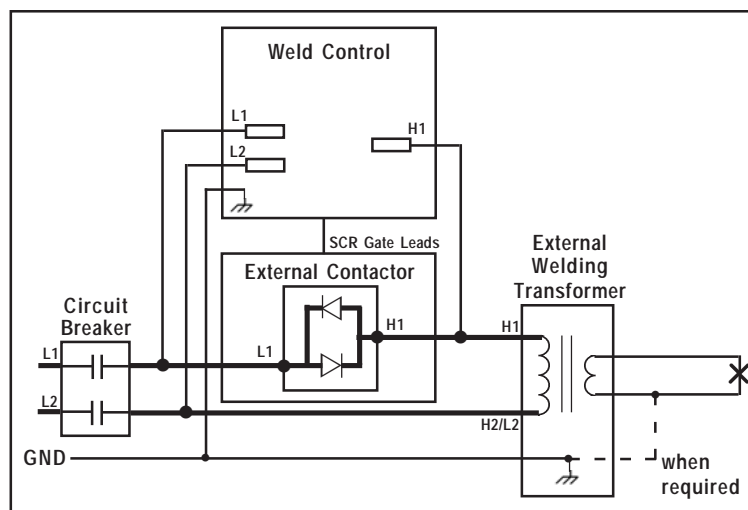 Weld Control
L1
H1
L2
SCR Gate Leads
External Contactor
External
Welding
Transformer
Circuit
Breaker
H1
H1
L1
L1
L2
H2/L2
GND
when
required